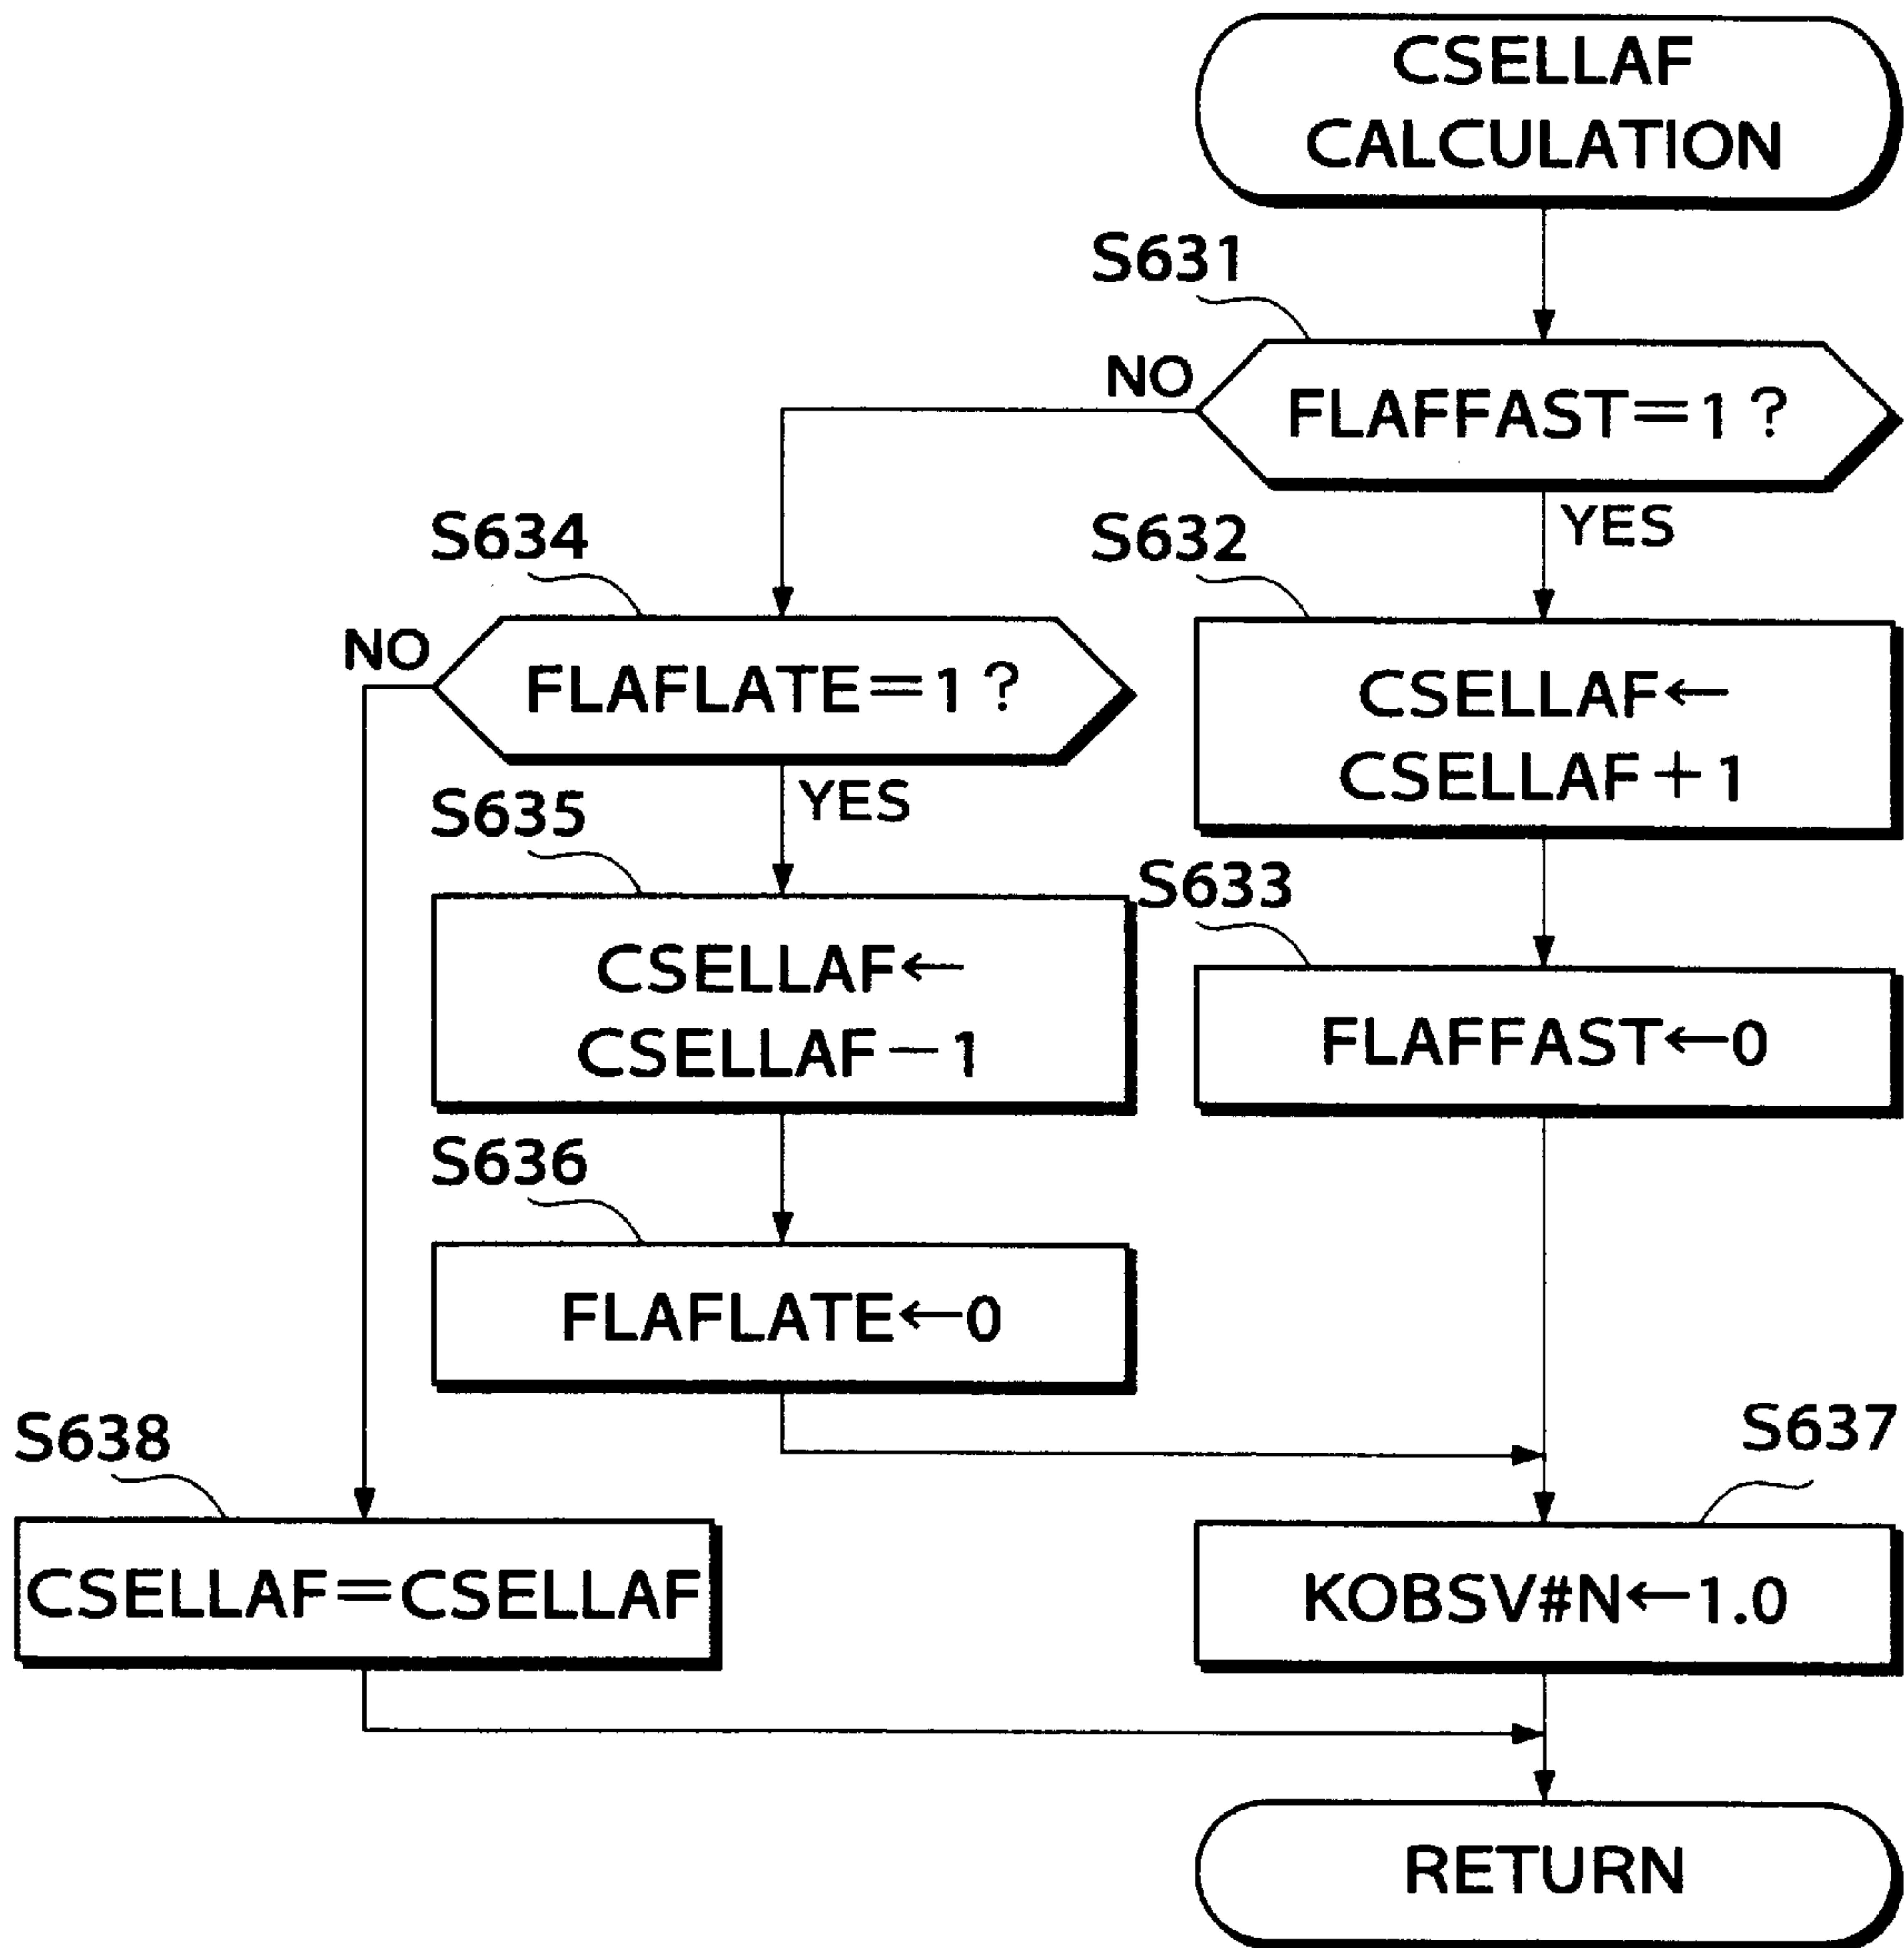 CSELLAF
CALCULATION
S631
NO
FLAFFAST=1?
YES
S634
S632
NO
FLAFLATE=1?
CSELLAF←
CSELLAF+1
YES
S635
S633
CSELLAF←
CSELLAF−1
FLAFFAST←0
S636
FLAFLATE←0
S638
S637
CSELLAF=CSELLAF
KOBSV#N←1.0
RETURN